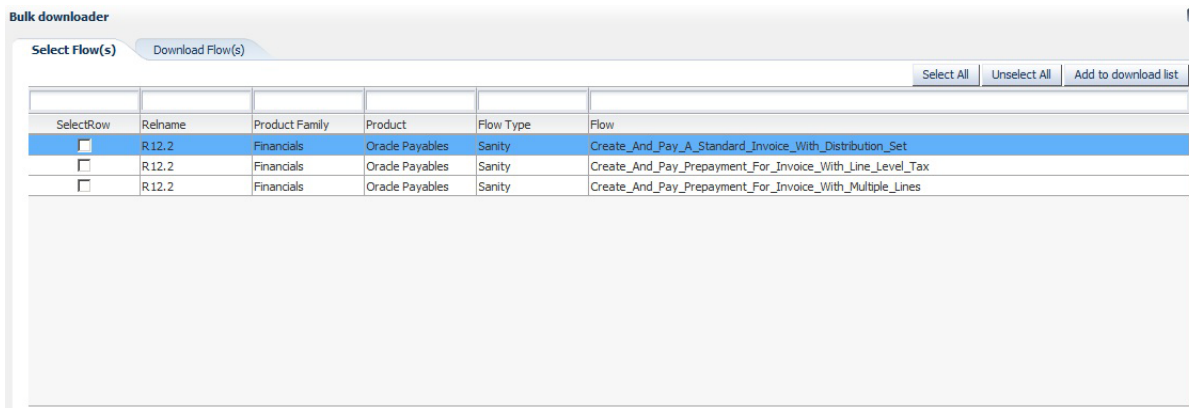 Bulk downloader
Select Flow(s) Download Flow(s)
Select All Unselect All Add to download list
SelectRow Relname Product Family Product Flow Type Flow
R12.2 Financials Oracle Payables Sanity Create_And_Pay_A_Standard_Invoice_With_Distribution_Set
R12.2 Financials Oracle Payables Sanity Create_And_Pay_Prepayment_For_Invoice_With_Line_Level_Tax
R12.2 Financials Oracle Payables Sanity Create_And_Pay_Prepayment_For_Invoice_With_Multiple_Lines